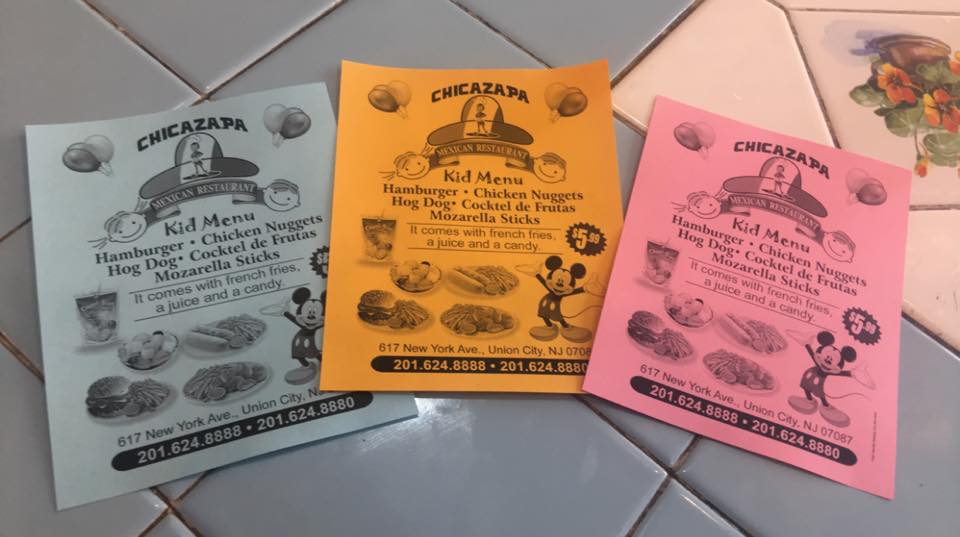 CHICAZAPA
MEXICAN RESTAURANT
Kid Menu
Hamburger • Chicken Nuggets
Hog Dog • Cocktel de Frutas
Mozarella Sticks
It comes with french fries,
a juice and a candy.
617 New York Ave., Union City, NJ
201.624.8888 • 201.624.8880
CHICAZAPA
MEXICAN RESTAURANT
Kid Menu
Hamburger • Chicken Nuggets
Hog Dog • Cocktel de Frutas
Mozarella Sticks
It comes with french fries,
a juice and a candy.
$5.99
617 New York Ave., Union City, NJ 0708
201.624.8888 • 201.624.880
CHICAZAPA
MEXICAN RESTAURANT
Kid Menu
Hamburger • Chicken Nuggets
Hog Dog • Cocktel de Frutas
Mozarella Sticks
It comes with french fries,
a juice and a candy.
$5.99
617 New York Ave., Union City, NJ 07087
201.624.8888 • 201.624.8880